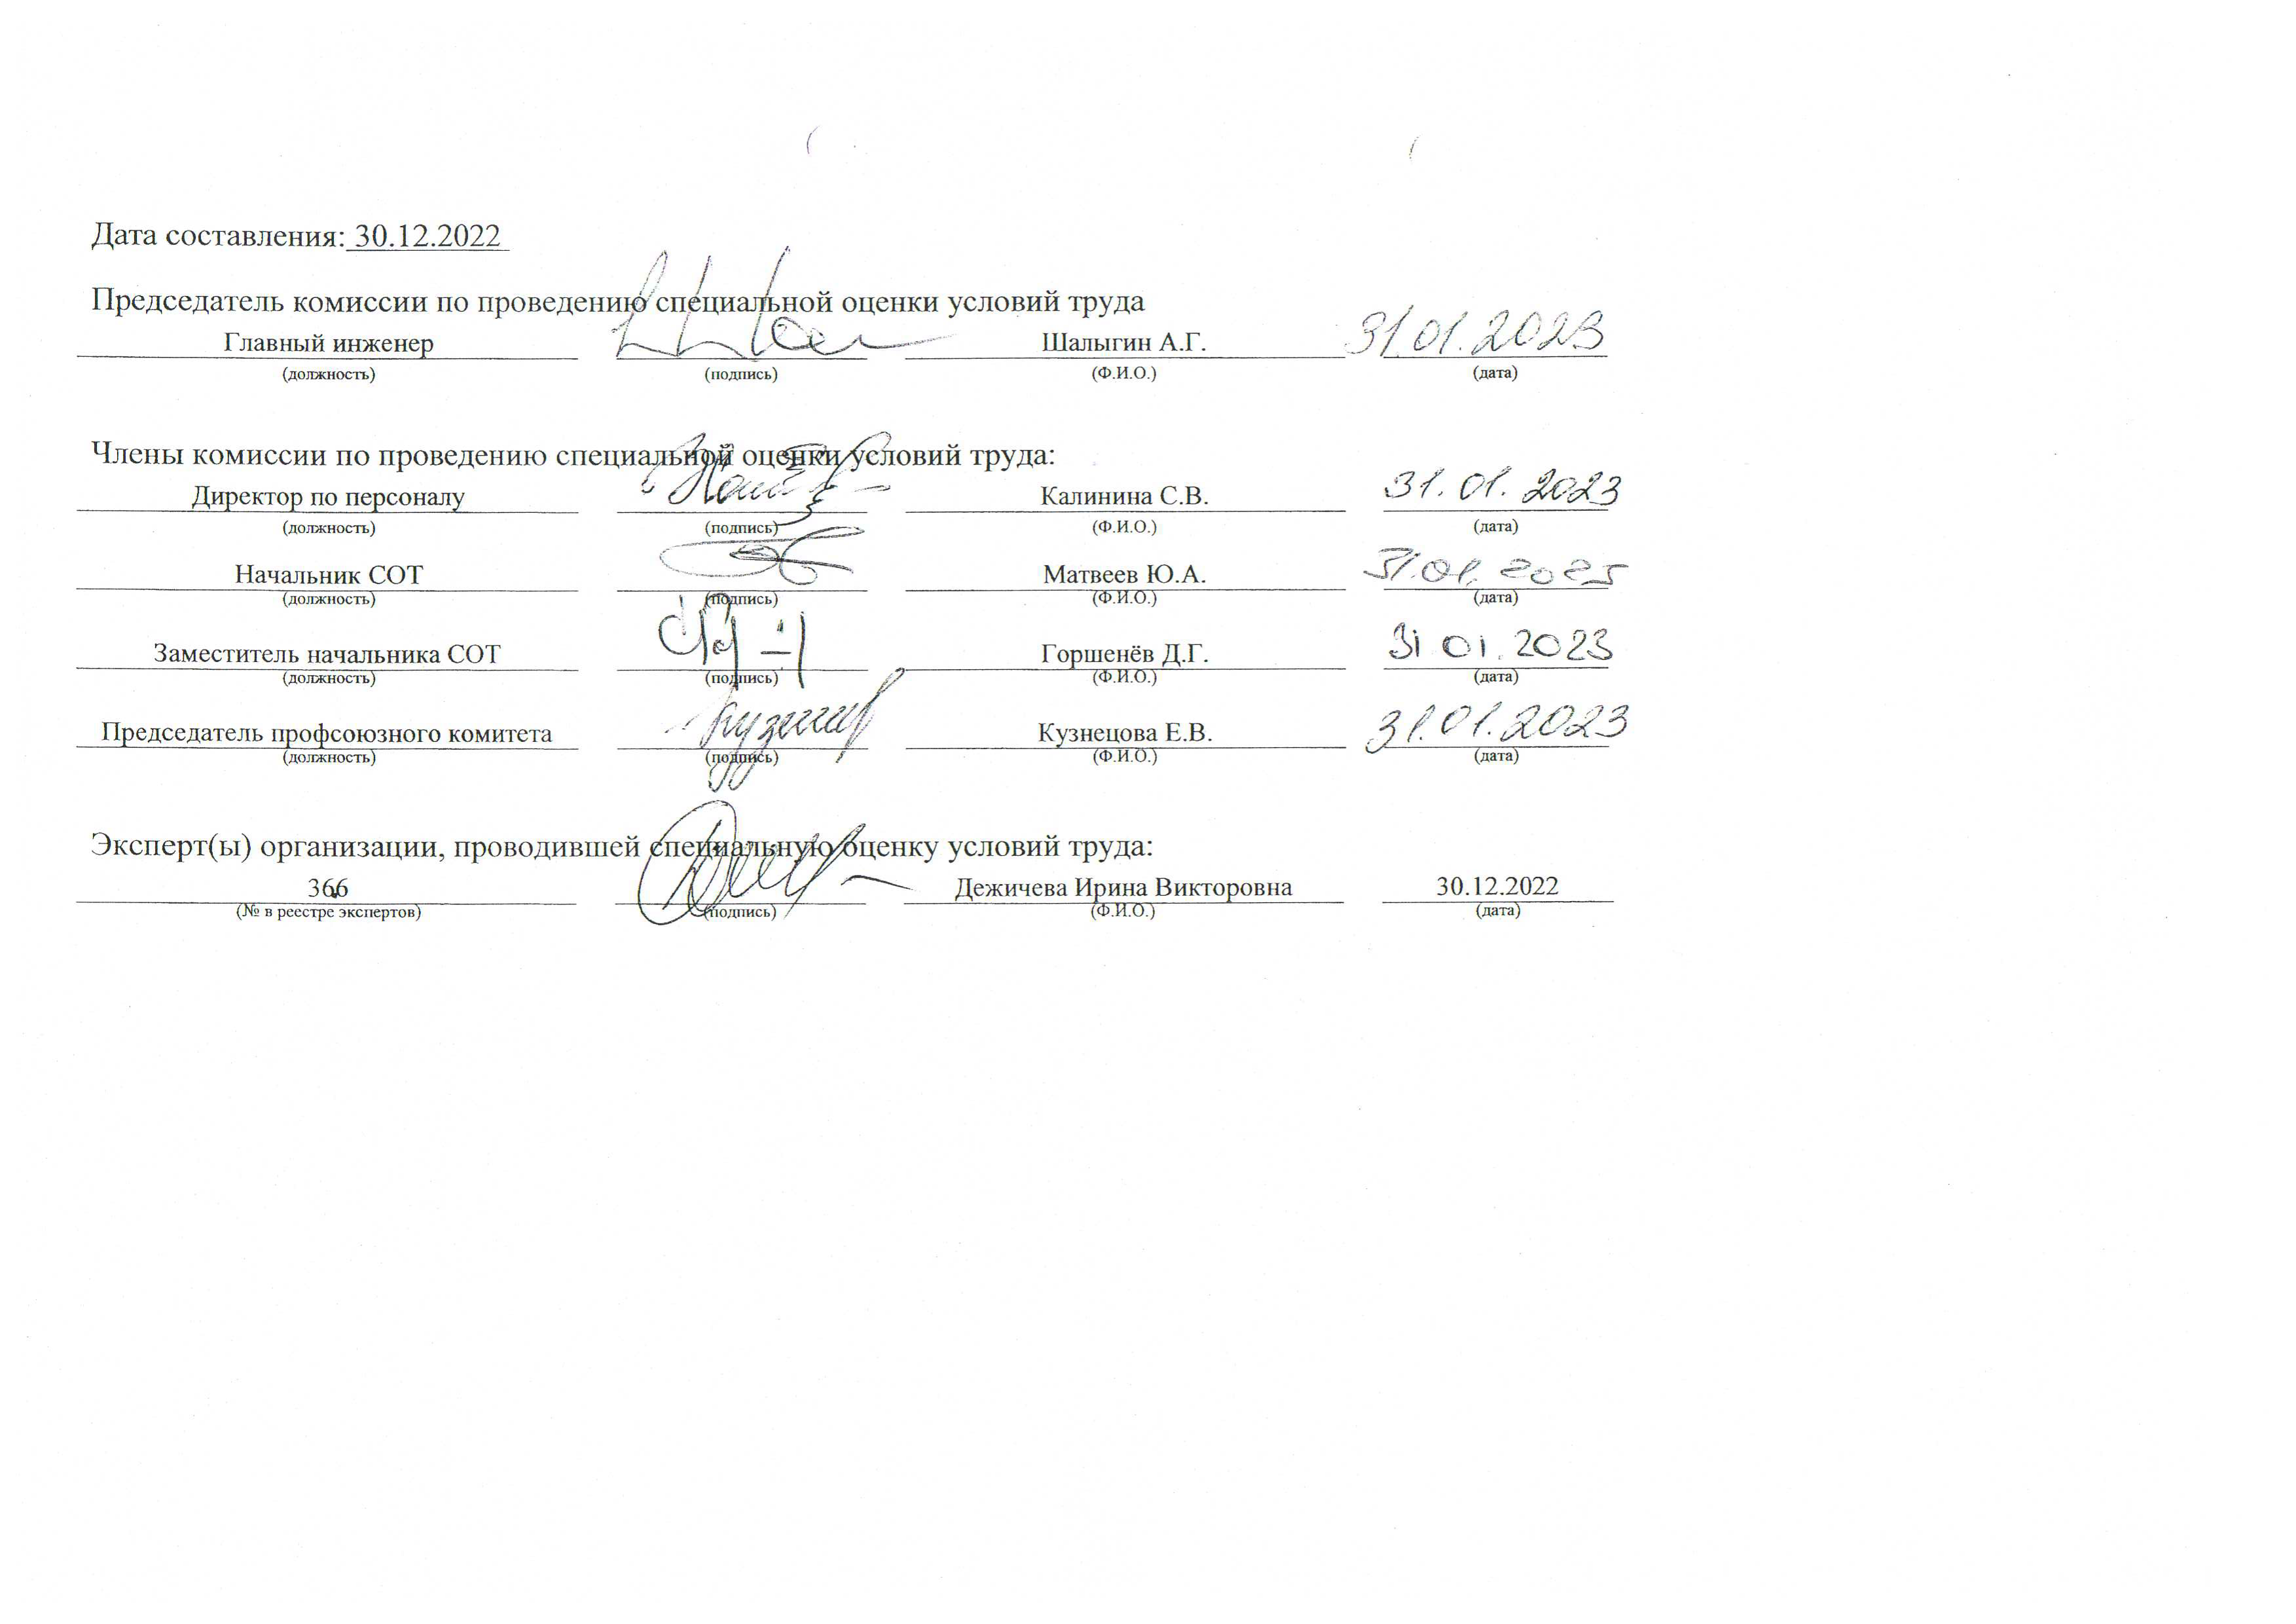 Дата составления: 30.12.2022
Председатель комиссии по проведению специальной оценки условий труда
Главный инженер Шалыгин А.Г. 31.01.2023
(должность) (подпись) (Ф.И.О.) (дата)
Члены комиссии по проведению специальной оценки условий труда:
Директор по персоналу Калинина С.В. 31.01.2023
(должность) (подпись) (Ф.И.О.) (дата)
Начальник СОТ Матвеев Ю.А. 31.01.
(должность) (подпись) (Ф.И.О.) (дата)
Заместитель начальника СОТ Горшенёв Д.Г. 31 01.2023
(должность) (подпись) (Ф.И.О.) (дата)
Председатель профсоюзного комитета Кузнецова Е.В. 31.01.2023
(должность) (подпись) (Ф.И.О.) (дата)
Эксперт(ы) организации, проводившей специальную оценку условий труда:
366 Дежичева Ирина Викторовна 30.12.2022
(№ в реестре экспертов) (подпись) (Ф.И.О.) (дата)